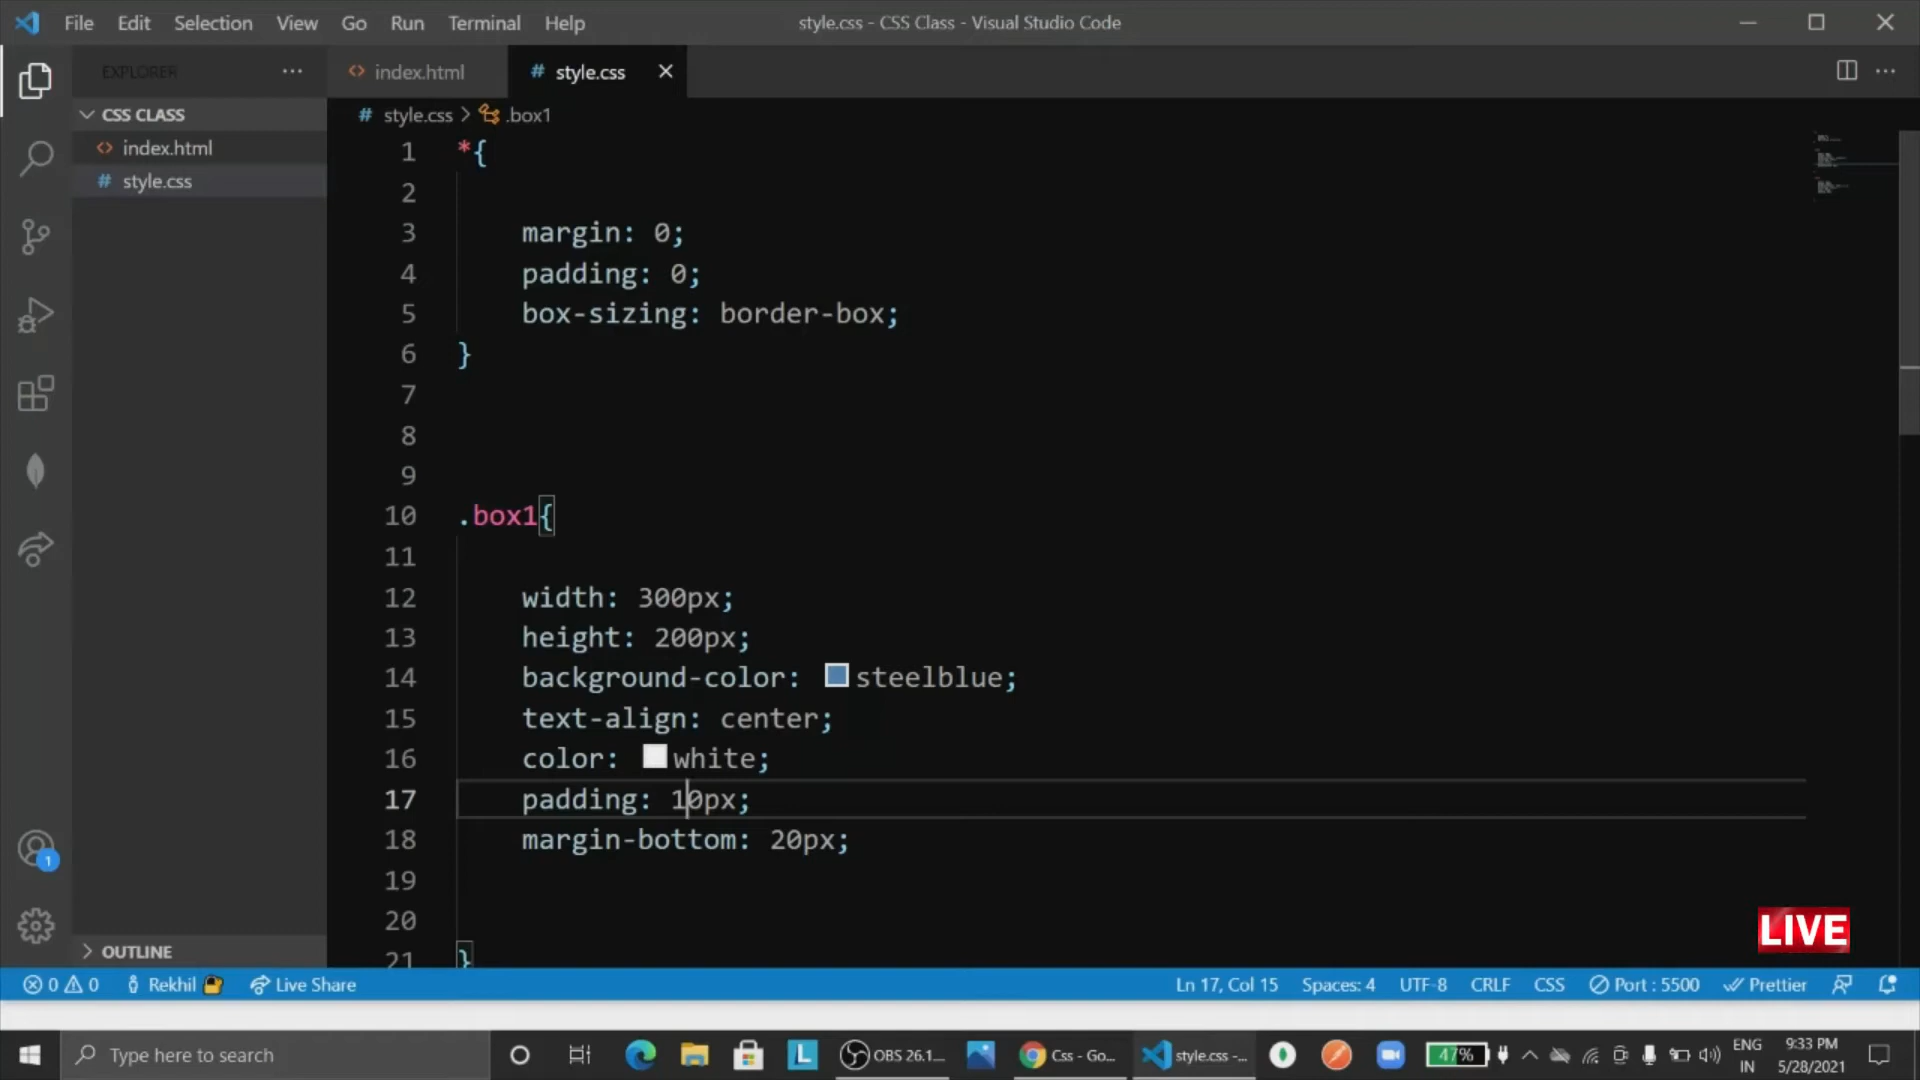 File Edit Selection View Go Run Terminal Help style.css - CSS Class - Visual Studio Code
EXPLORER
index.html
style.css
CSS CLASS
index.html
style.css
style.css > .box1
1 *{
2
3 margin: 0;
4 padding: 0;
5 box-sizing: border-box;
6 }
7
8
9
10 .box1{
11
12 width: 300px;
13 height: 200px;
14 background-color: steelblue;
15 text-align: center;
16 color: white;
17 padding: 10px;
18 margin-bottom: 20px;
19
20
21 }
1
OUTLINE
LIVE
0 0 Rekhil Live Share Ln 17, Col 15 Spaces: 4 UTF-8 CRLF CSS Port : 5500 Prettier
Type here to search
L
OBS 26.1...
Css - Go...
style.css -...
47%
ENG
IN
9:33 PM
5/28/2021